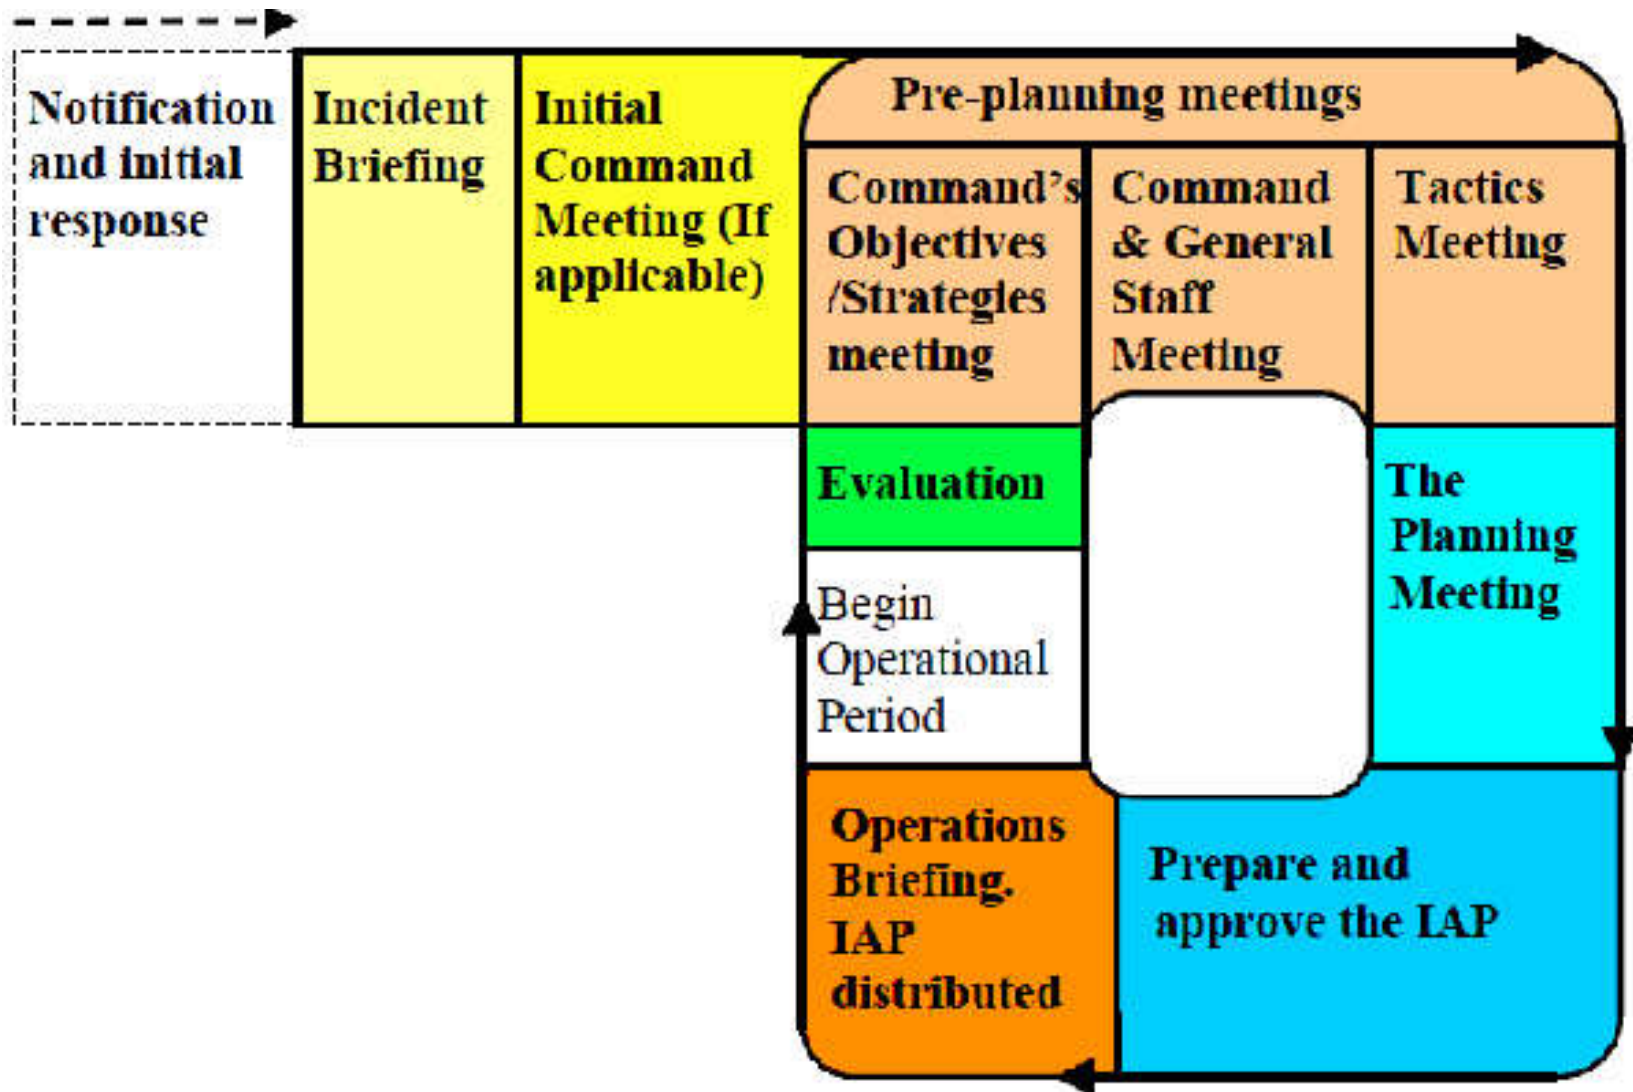 Notification
and initial
response
Incident
Briefing
Initial
Command
Meeting (If
applicable)
Pre-planning meetings
Command's
Objectives
/Strategies
meeting
Command
& General
Staff
Meeting
Tactics
Meeting
Evaluation
The
Planning
Meeting
Begin
Operational
Period
Operations
Briefing.
IAP
distributed
Prepare and
approve the IAP